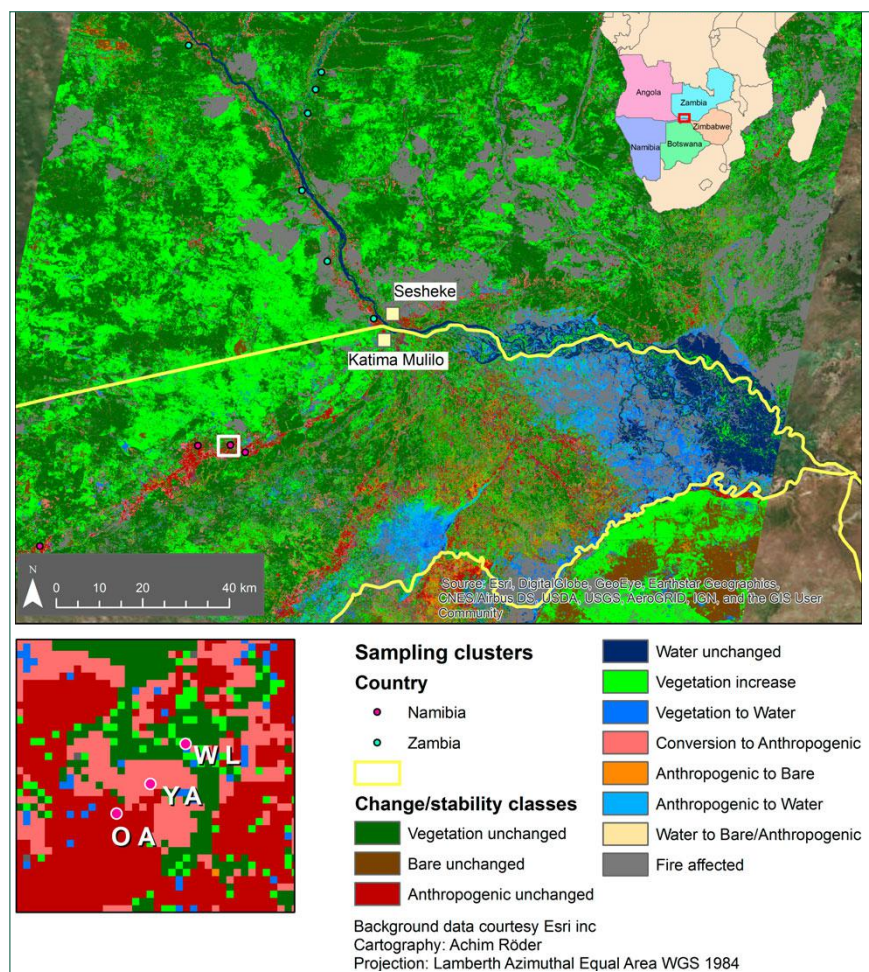 Angola
Zambia
Zimbabwe
Namibia
Botswana
Sesheke
Katima Mulilo
N
0 10 20 40 km
Source: Esri, DigitalGlobe, GeoEye, Earthstar Geographics,
CNES/Airbus DS, USDA, USGS, AeroGRID, IGN, and the GIS User
Community
W L
Y A
O A
Sampling clusters
Country
Namibia
Zambia
Change/stability classes
Vegetation unchanged
Bare unchanged
Anthropogenic unchanged
Water unchanged
Vegetation increase
Vegetation to Water
Conversion to Anthropogenic
Anthropogenic to Bare
Anthropogenic to Water
Water to Bare/Anthropogenic
Fire affected
Background data courtesy Esri inc
Cartography: Achim Röder
Projection: Lamberth Azimuthal Equal Area WGS 1984